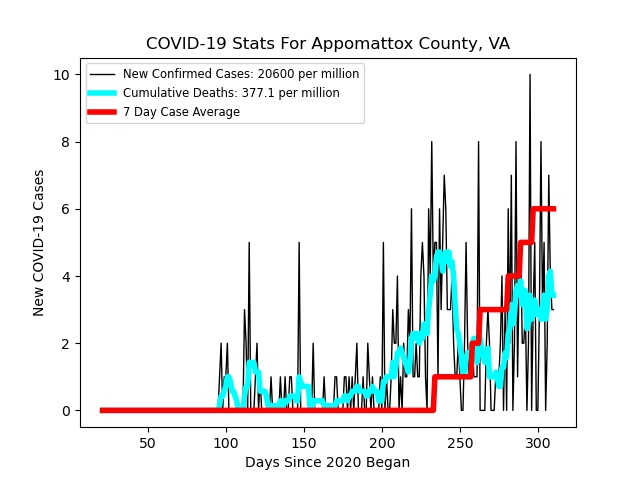 COVID-19 Stats For Appomattox County, VA
New Confirmed Cases: 20600 per million
Cumulative Deaths: 377.1 per million
7 Day Case Average
10
8
6
4
2
0
New COVID-19 Cases
50 100 150 200 250 300
Days Since 2020 Began